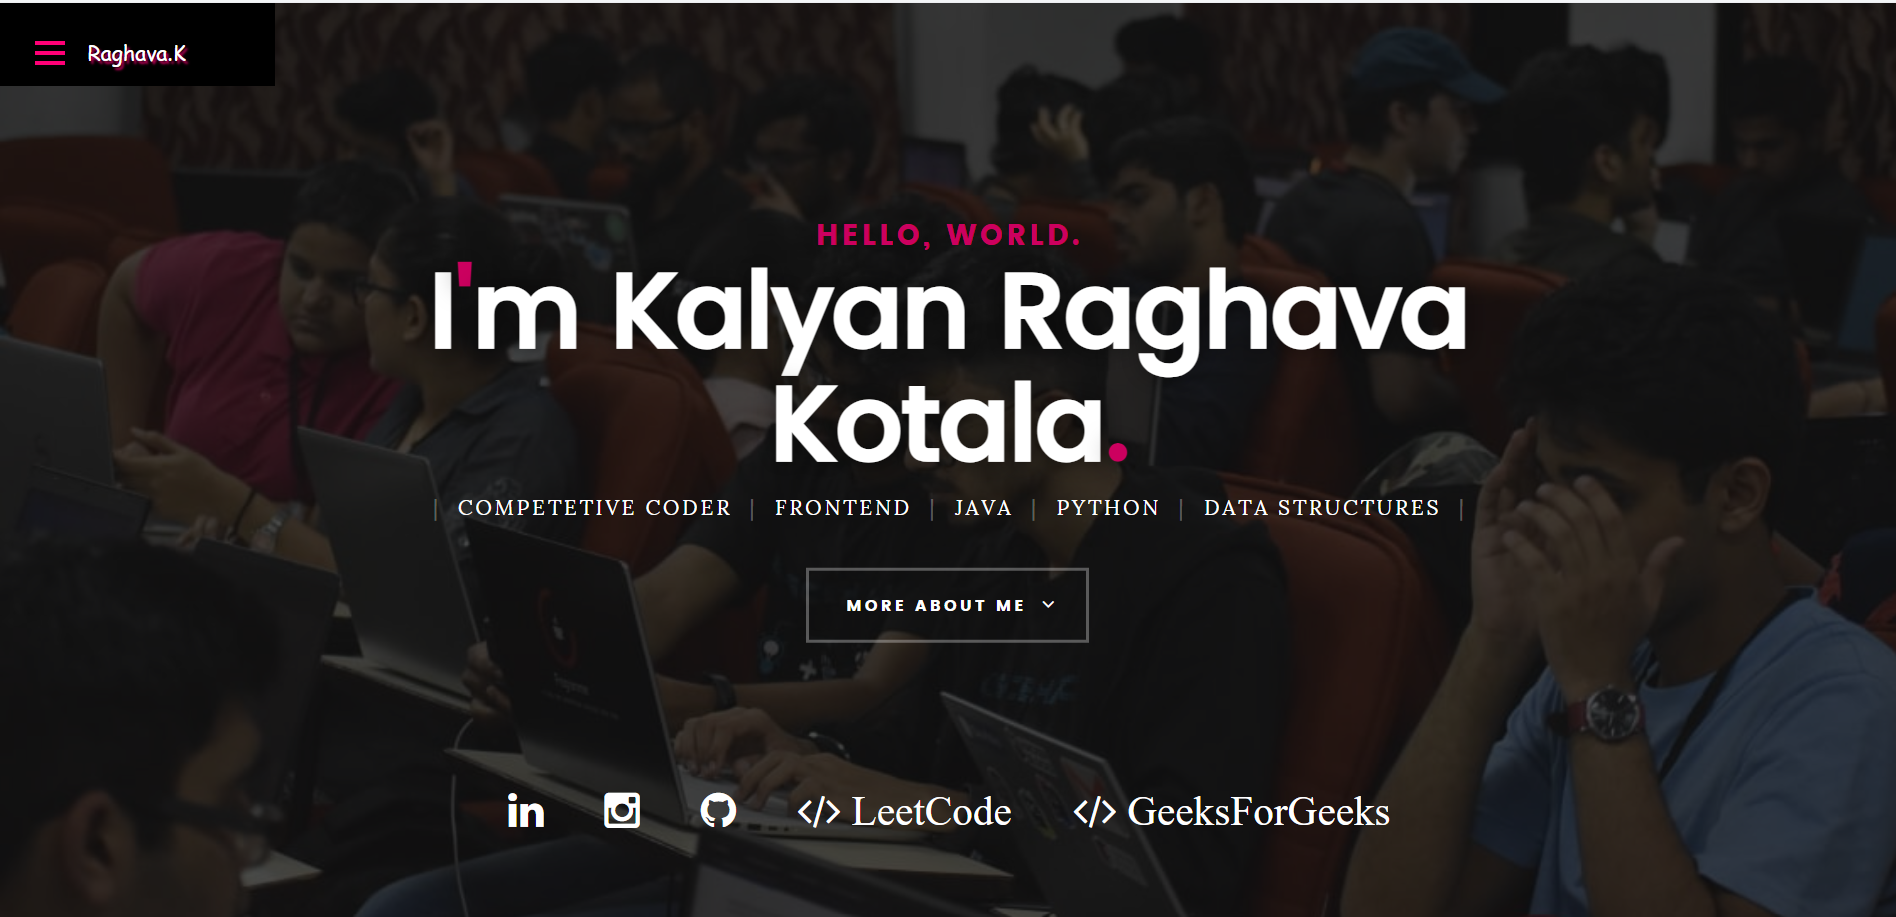 Raghava.K
HELLO, WORLD.
I'm Kalyan Raghava
Kotala.
| COMPETETIVE CODER | FRONTEND | JAVA | PYTHON | DATA STRUCTURES |
MORE ABOUT ME
in </> LeetCode </> GeeksForGeeks